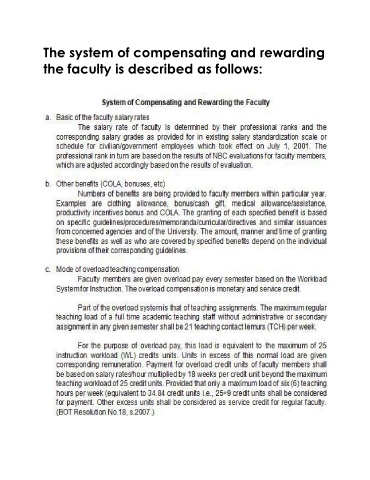 The system of compensating and rewarding
the faculty is described as follows:
System of Compensating and Rewarding the Faculty
a. Basic of the faculty salary rates
The salary rate of faculty is determined by their professional ranks and the
corresponding salary grades as provided for in existing salary standardization scale or
schedule for civilian/government employees which took effect on July 1, 2001. The
professional rank in turn are based on the results of NBC evaluations for faculty members,
which are adjusted accordingly based on the results of evaluation.
b. Other benefits (COLA, bonuses, etc)
Numbers of benefits are being provided to faculty members within particular year.
Examples are clothing allowance, bonus/cash gift, medical allowance/assistance,
productivity incentives bonus and COLA. The granting of each specified benefit is based
on specific guidelines/procedures/memoranda/curricular/directives and similar issuances
from concerned agencies and of the University. The amount, manner and time of granting
these benefits as well as who are covered by specified benefits depend on the individual
provisions of their corresponding guidelines.
c. Mode of overload teaching compensation
Faculty members are given overload pay every semester based on the Workload
System for Instruction. The overload compensation is monetary and service credit.
Part of the overload system is that of teaching assignments. The maximum regular
teaching load of a full time academic teaching staff without administrative or secondary
assignment in any given semester shall be 21 teaching contact lemurs (TCH) per week.
For the purpose of overload pay, this load is equivalent to the maximum of 25
instruction workload (WL) credits units. Units in excess of this normal load are given
corresponding remuneration. Payment for overload credit units of faculty members shall
be based on salary rates/hour multiplied by 18 weeks per credit unit beyond the maximum
teaching workload of 25 credit units. Provided that only a maximum load of six (6) teaching
hours per week (equivalent to 34.84 credit units i.e., 25+9 credit units shall be considered
for payment. Other excess units shall be considered as service credit for regular faculty.
(BOT Resolution No.18, s.2007.)